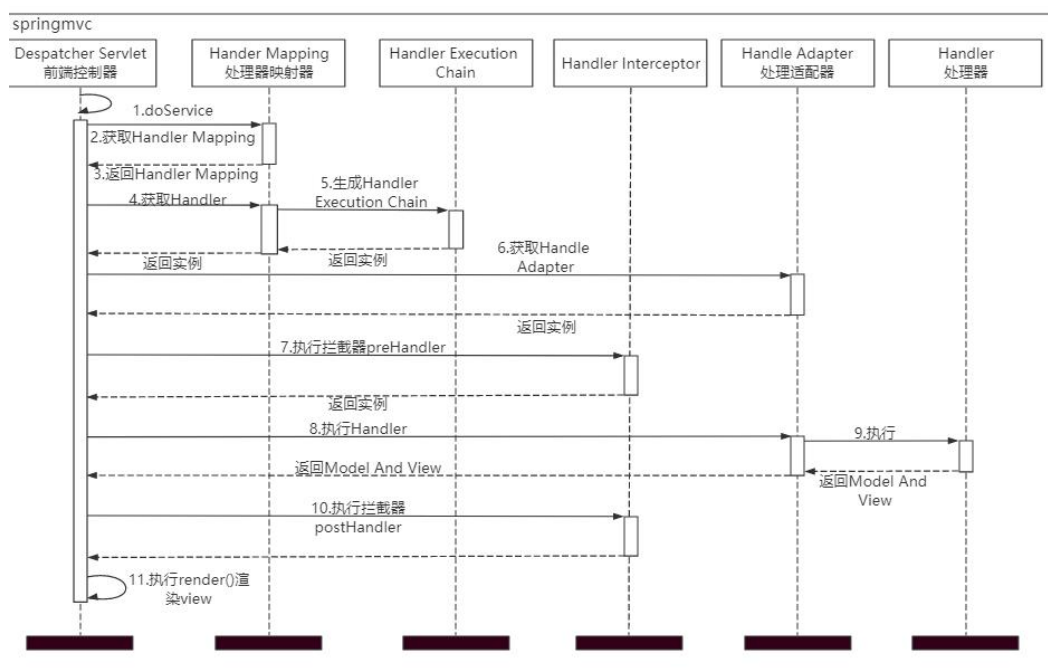 springmvc
Despatcher Servlet
前端控制器
Hander Mapping
处理器映射器
Handler Execution
Chain
Handler Interceptor
Handle Adapter
处理适配器
Handler
处理器
1.doService
2.获取Handler Mapping
3.返回Handler Mapping
4.获取Handler
5.生成Handler
Execution Chain
返回实例
返回实例
6.获取Handle
Adapter
返回实例
7.执行拦截器preHandler
返回实例
8.执行Handler
9.执行
返回Model And View
返回Model And
View
10.执行拦截器
postHandler
11.执行render()渲
染view